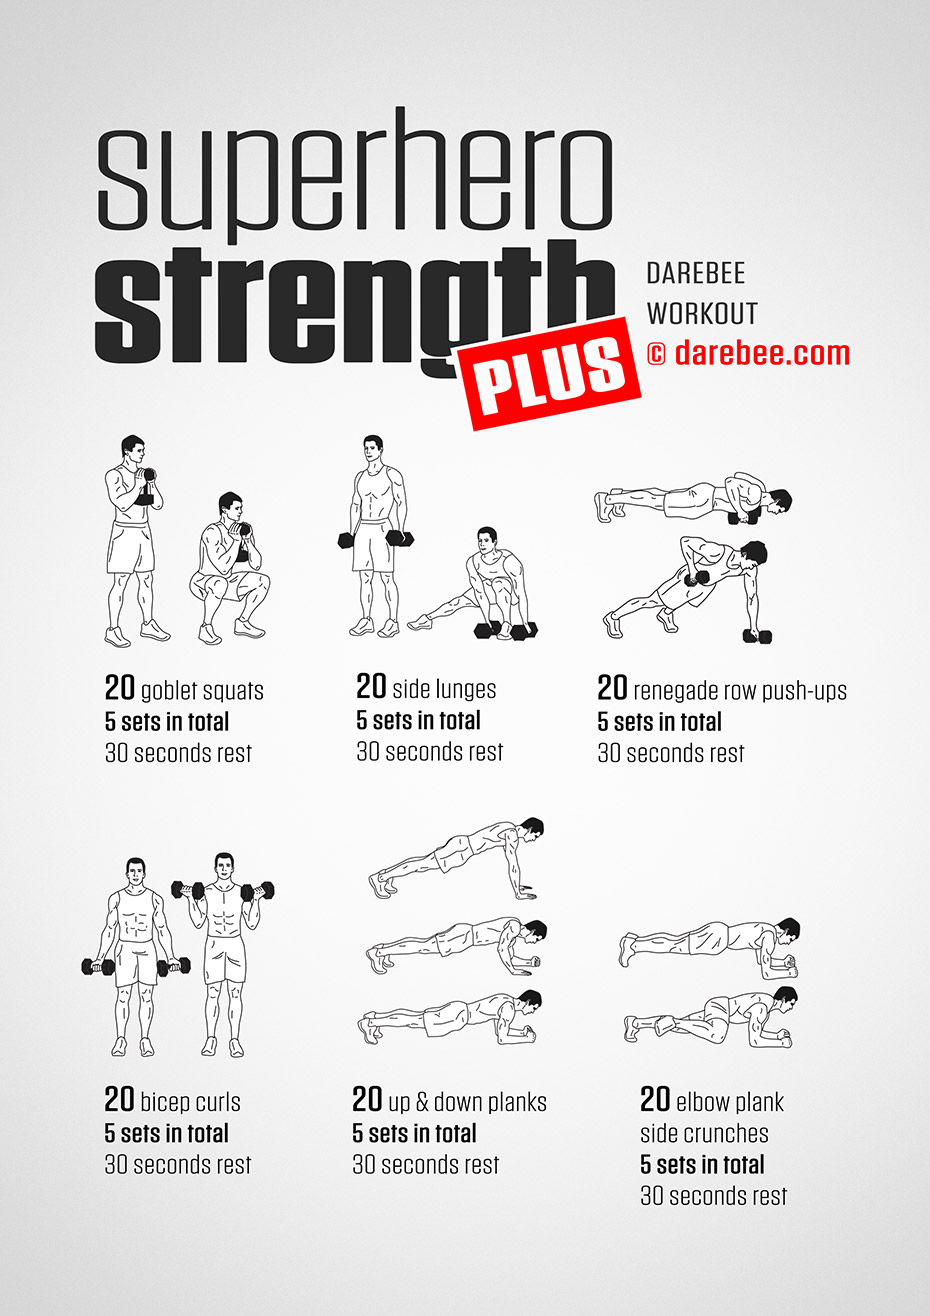 superhero
strength
PLUS
DAREBEE
WORKOUT
© darebee.com
20 goblet squats
5 sets in total
30 seconds rest
20 side lunges
5 sets in total
30 seconds rest
20 renegade row push-ups
5 sets in total
30 seconds rest
20 bicep curls
5 sets in total
30 seconds rest
20 up & down planks
5 sets in total
30 seconds rest
20 elbow plank
side crunches
5 sets in total
30 seconds rest